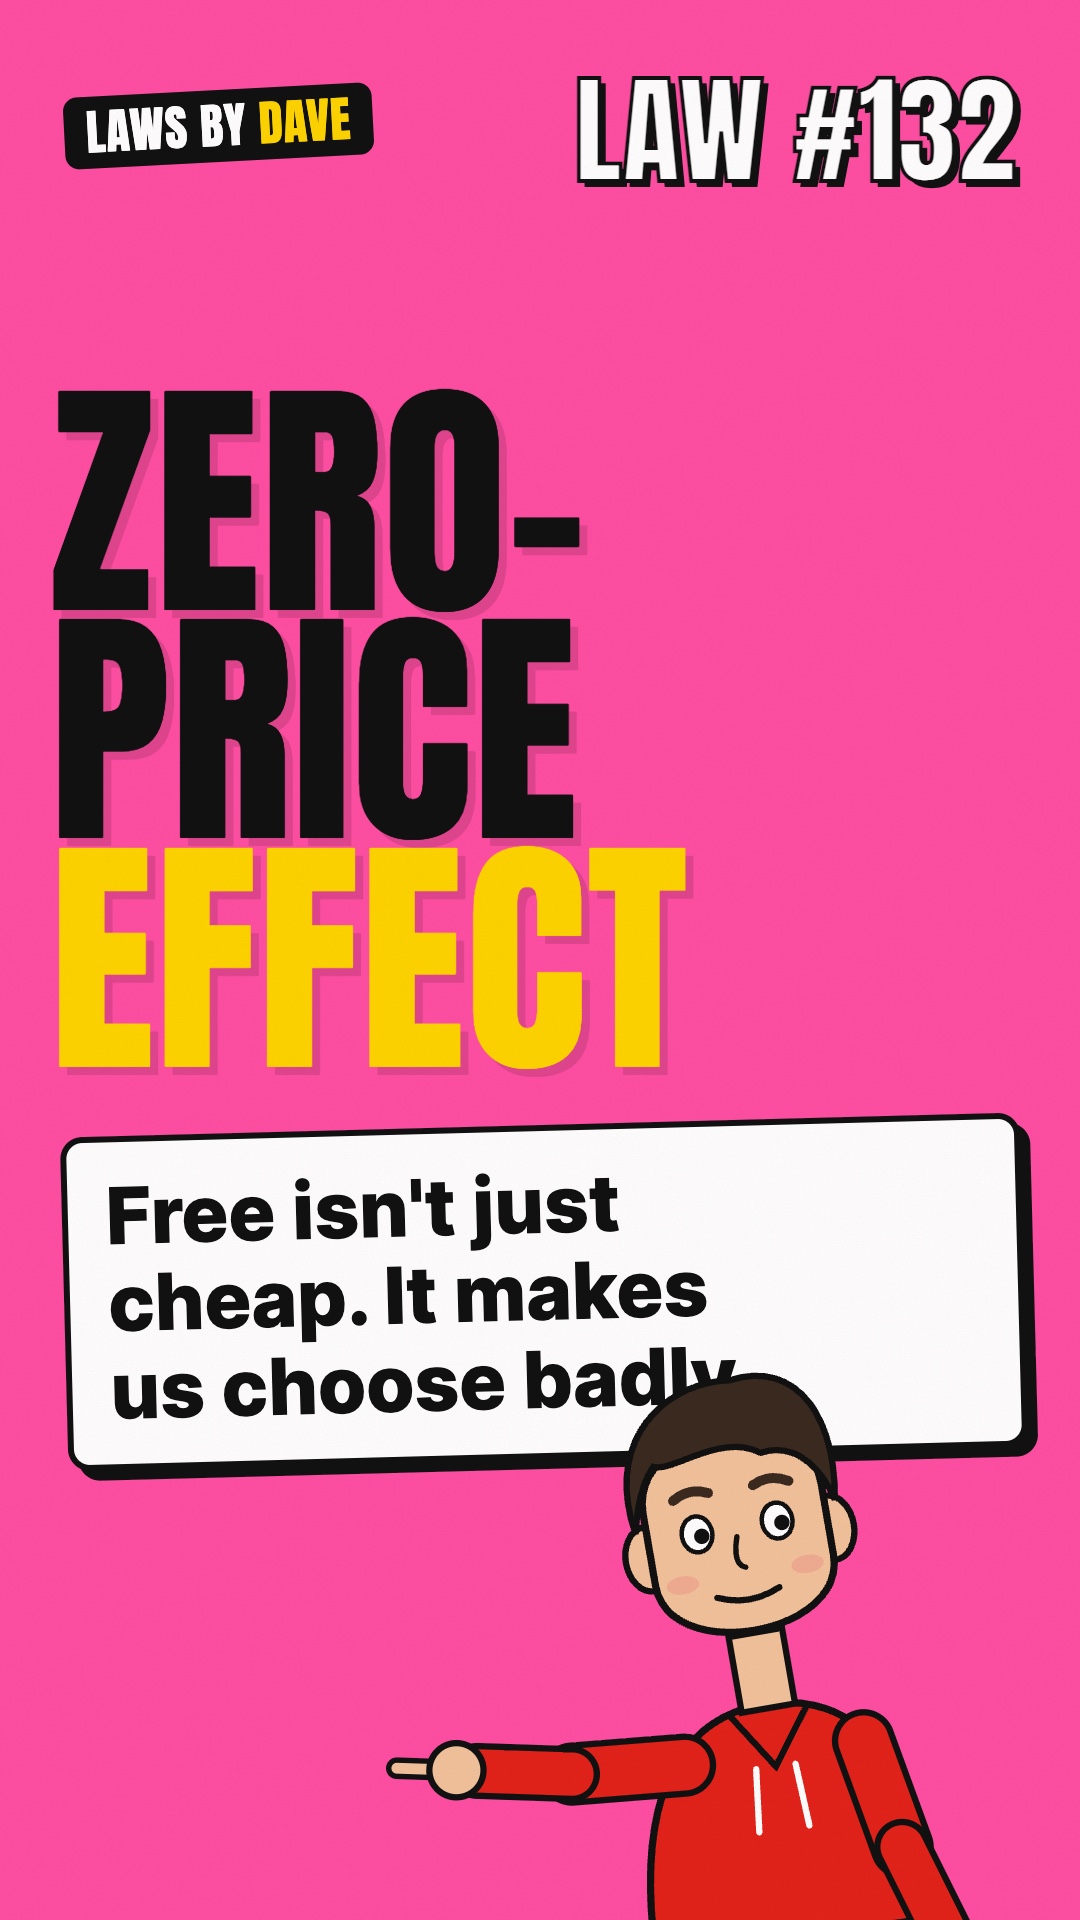 LAWS BY DAVE
LAW #132
ZERO-
PRICE
EFFECT
Free isn't just
cheap. It makes
us choose badly